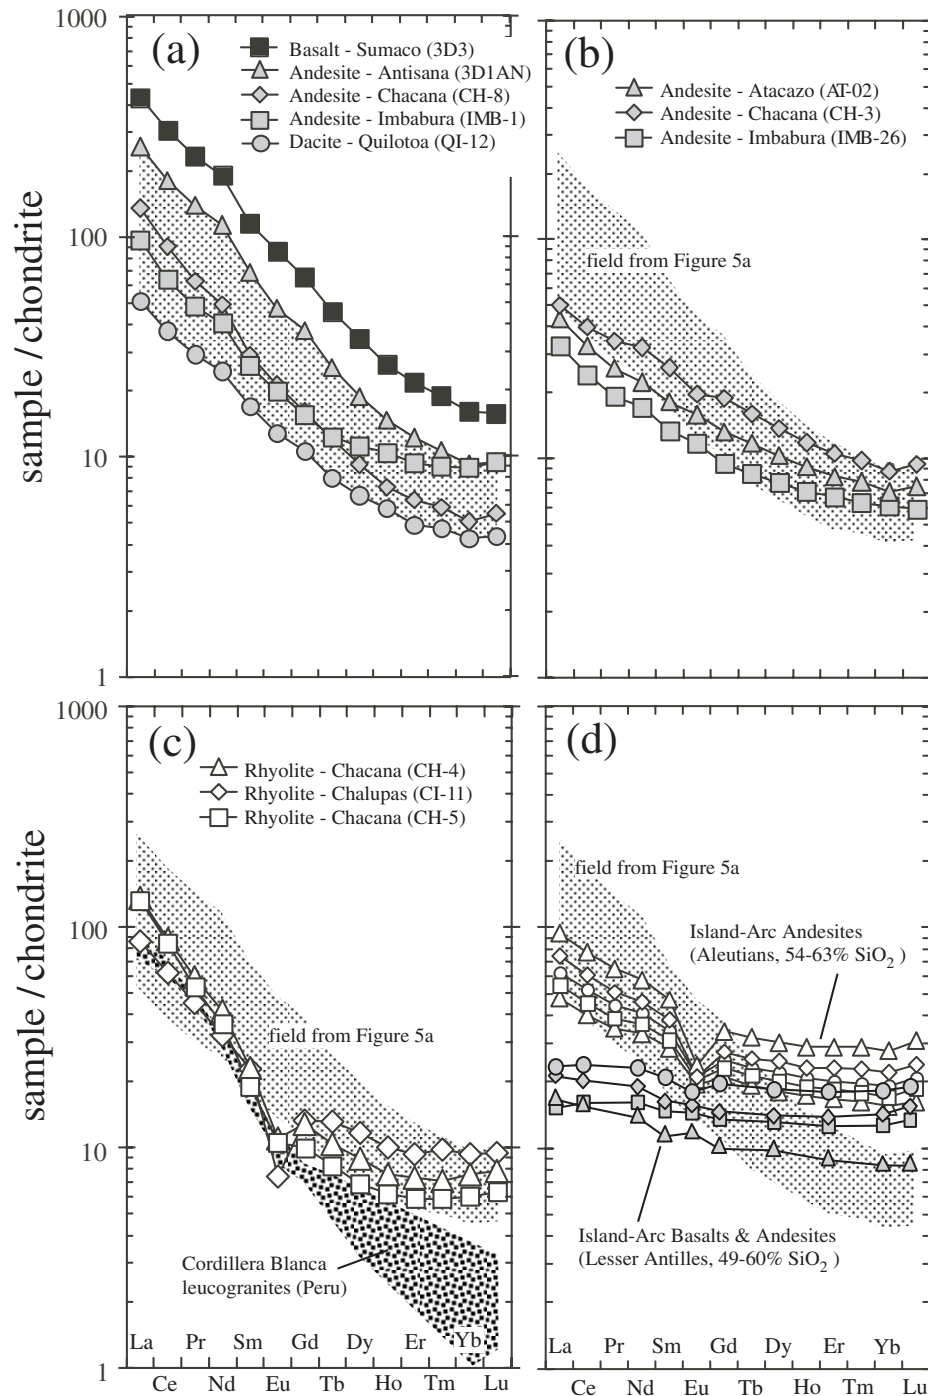 1000
(a)
Basalt - Sumaco (3D3)
Andesite - Antisana (3D1AN)
Andesite - Chacana (CH-8)
Andesite - Imbabura (IMB-1)
Dacite - Quilotoa (QI-12)
100
10
1
sample / chondrite
(b)
Andesite - Atacazo (AT-02)
Andesite - Chacana (CH-3)
Andesite - Imbabura (IMB-26)
field from Figure 5a
1000
(c)
Rhyolite - Chacana (CH-4)
Rhyolite - Chalupas (CI-11)
Rhyolite - Chacana (CH-5)
100
field from Figure 5a
10
Cordillera Blanca
leucogranites (Peru)
1
sample / chondrite
La Pr Sm Gd Dy Er Yb
Ce Nd Eu Tb Ho Tm Lu
(d)
field from Figure 5a
Island-Arc Andesites
(Aleutians, 54-63% SiO2 )
Island-Arc Basalts & Andesites
(Lesser Antilles, 49-60% SiO2 )
La Pr Sm Gd Dy Er Yb
Ce Nd Eu Tb Ho Tm Lu